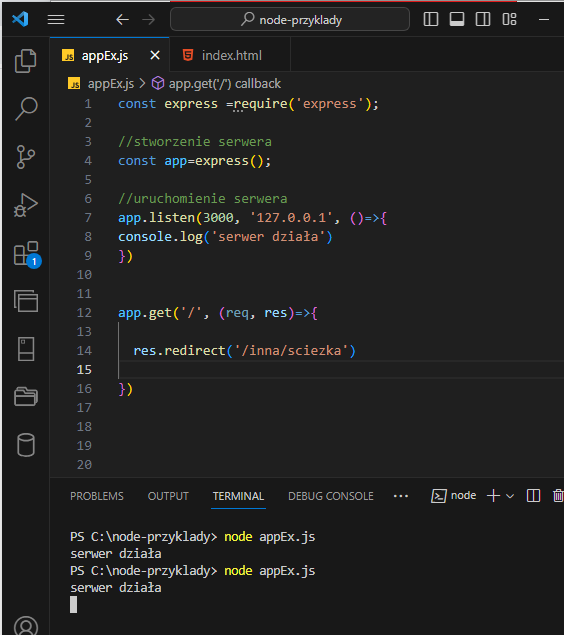 node-przyklady
JS appEx.js
index.html
JS appEx.js > app.get('/') callback
1 const express =require('express');
2
3 //stworzenie serwera
4 const app=express();
5
6 //uruchomienie serwera
7 app.listen(3000, '127.0.0.1', ()=>{
8 console.log('serwer działa')
9 })
10
11
12 app.get('/', (req, res)=>{
13
14 res.redirect('/inna/sciezka')
15
16 })
17
18
19
20
1
PROBLEMS OUTPUT TERMINAL DEBUG CONSOLE ... node
PS C:\node-przyklady> node appEx.js
serwer działa
PS C:\node-przyklady> node appEx.js
serwer działa